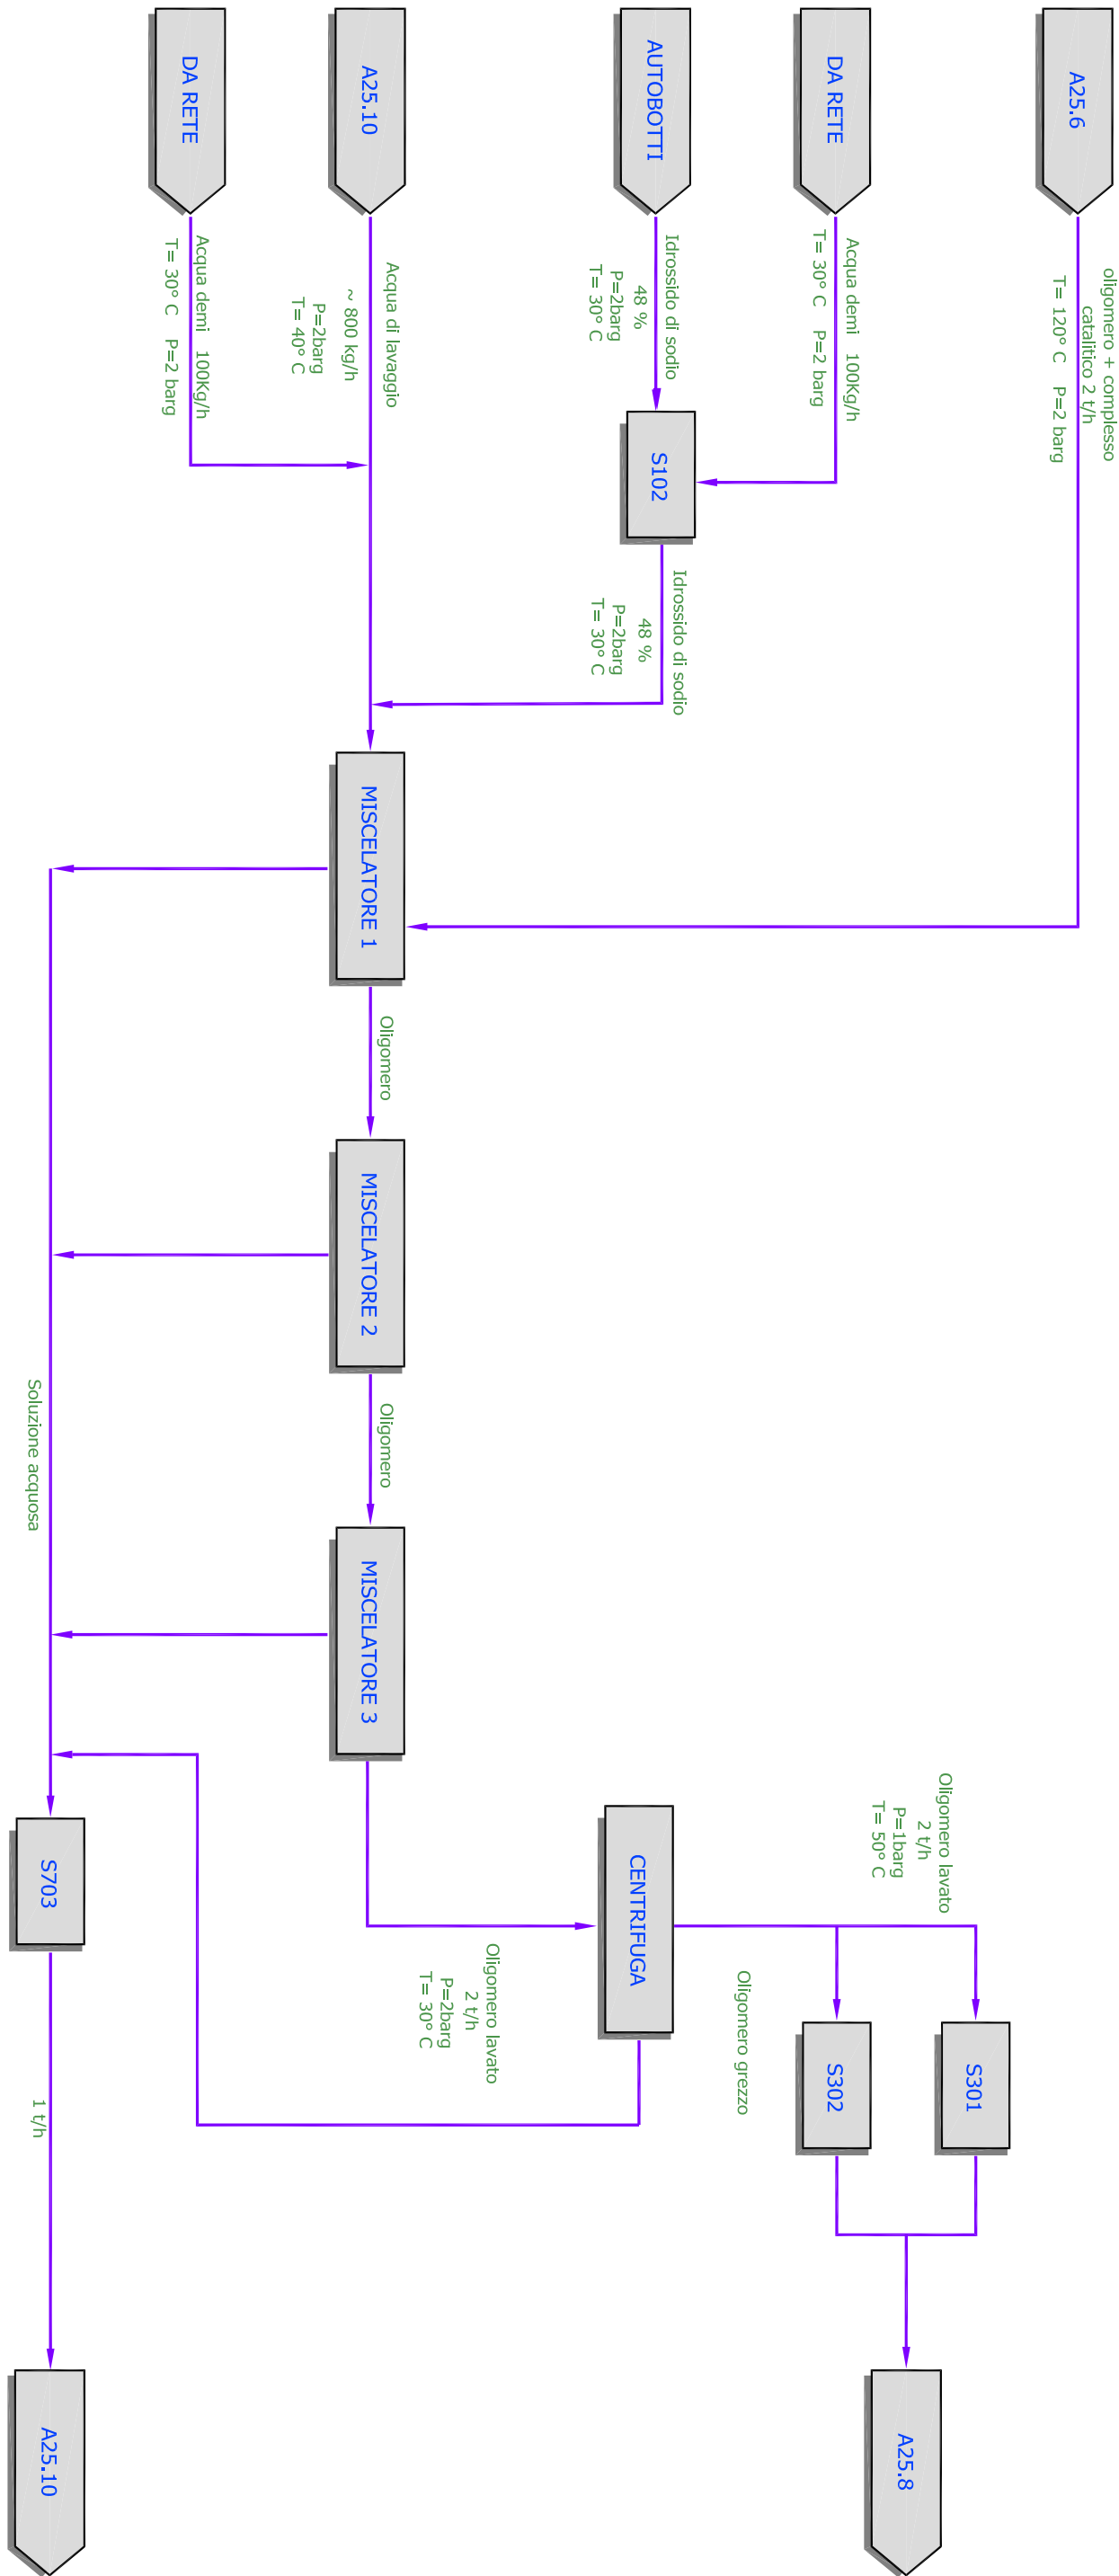 A25.6
oligomero + complesso
catalitico 2 t/h
T= 120° C P=2 barg
DA RETE
Acqua demi 100Kg/h
T= 30° C P=2 barg
AUTOBOTTI
Idrossido di sodio
48 %
P=2barg
T= 30° C
S102
Idrossido di sodio
48 %
P=2barg
T= 30° C
A25.10
Acqua di lavaggio
~ 800 kg/h
P=2barg
T= 40° C
DA RETE
Acqua demi 100Kg/h
T= 30° C P=2 barg
MISCELATORE 1
Oligomero
MISCELATORE 2
Oligomero
MISCELATORE 3
Oligomero lavato
2 t/h
P=2barg
T= 30° C
CENTRIFUGA
Oligomero lavato
2 t/h
P=1barg
T= 50° C
Oligomero grezzo
S301
S302
A25.8
Soluzione acquosa
S703
1 t/h
A25.10